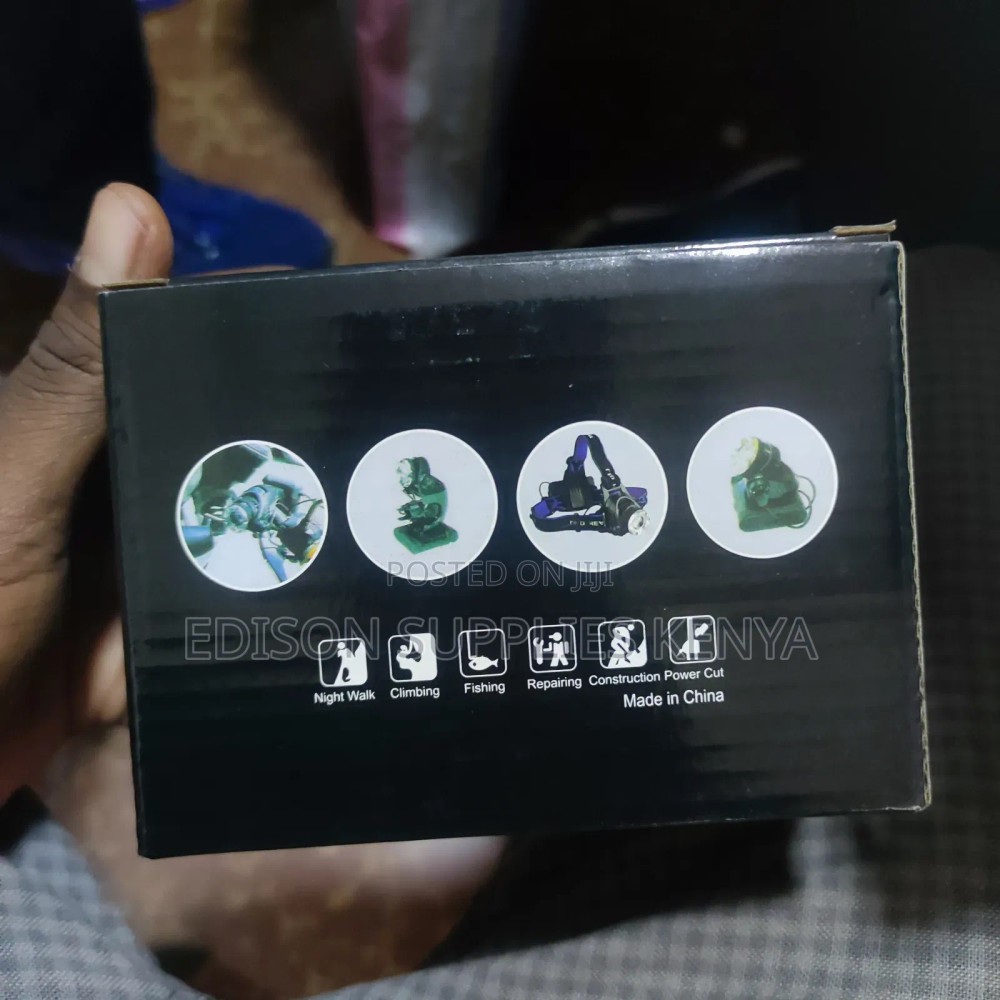 POSTED ON JIJI
EDISON SUPPLIES KENYA
Night Walk
Climbing
Fishing
Repairing
Construction
Power Cut
Made in China